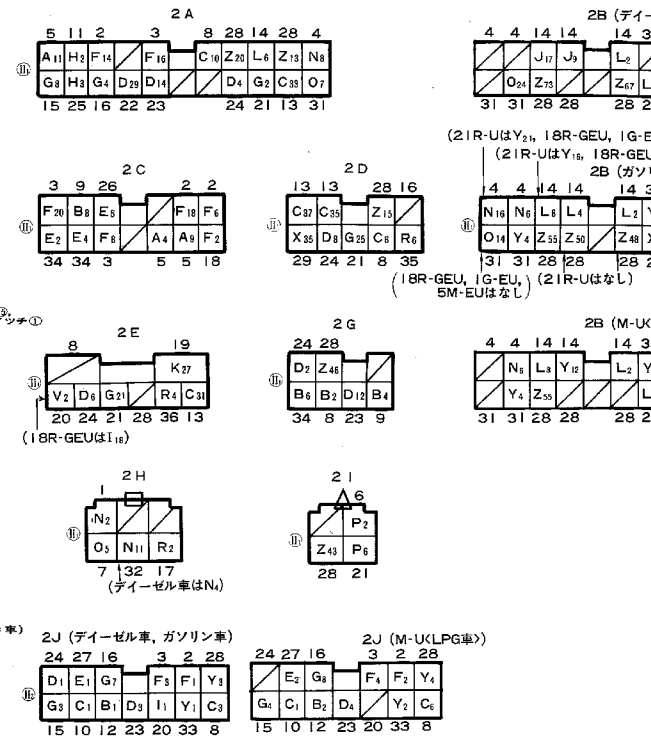 2A
2B (デイー
5 11 2 3 8 28 14 28 4
4 4 14 14 14 3
A11 H2 F14 F16 C10 Z20 L6 Z13 N8
J17 J9 L2
G8 H3 G4 D29 D14 D4 G2 C33 O7
O24 Z73 Z67 L
15 25 16 22 23 24 21 13 31
31 31 28 28 28 2
(21R-UはY21, 18R-GEU, 1G-E
(21R-UはY16, 18R-GEU
2C
2D
2B (ガソリ
3 9 26 2 2
13 13 28 16
4 4 14 14 14 3
F20 B8 E6 F18 F6
C37 C35 Z15
N16 N6 L8 L4 L2 Y
E2 E4 F8 A4 A9 F2
X35 D8 G25 C6 R6
O14 Y4 Z55 Z50 Z48 X
34 34 3 5 5 18
29 24 21 8 35
31 31 28 28 28 2
(18R-GEU, 1G-EU,
5M-EUはなし)
(21R-Uはなし)
ッチ①
2E
2G
2B (M-U<
8 19
24 28
4 4 14 14 14 3
K27
D2 Z46
N6 L8 Y12 L2 Y
V2 D6 G21 R4 C31
B6 B2 D12 B4
Y4 Z55 L
20 24 21 28 36 13
34 8 23 9
31 31 28 28 28 2
(18R-GEUはI16)
2H
2I
1
6
N2
P2
O5 N11 R2
Z43 P6
7 32 17
28 21
(デイーゼル車はN4)
車)
2J (デイーゼル車, ガソリン車)
2J (M-U<LPG車>)
24 27 16 3 2 28
24 27 16 3 2 28
D1 E1 G7 F3 F1 Y3
E2 G8 F4 F2 Y4
G3 C1 B1 D3 I1 Y1 C3
G4 C1 B2 D4 Y2 C6
15 10 12 23 20 33 8
15 10 12 23 20 33 8